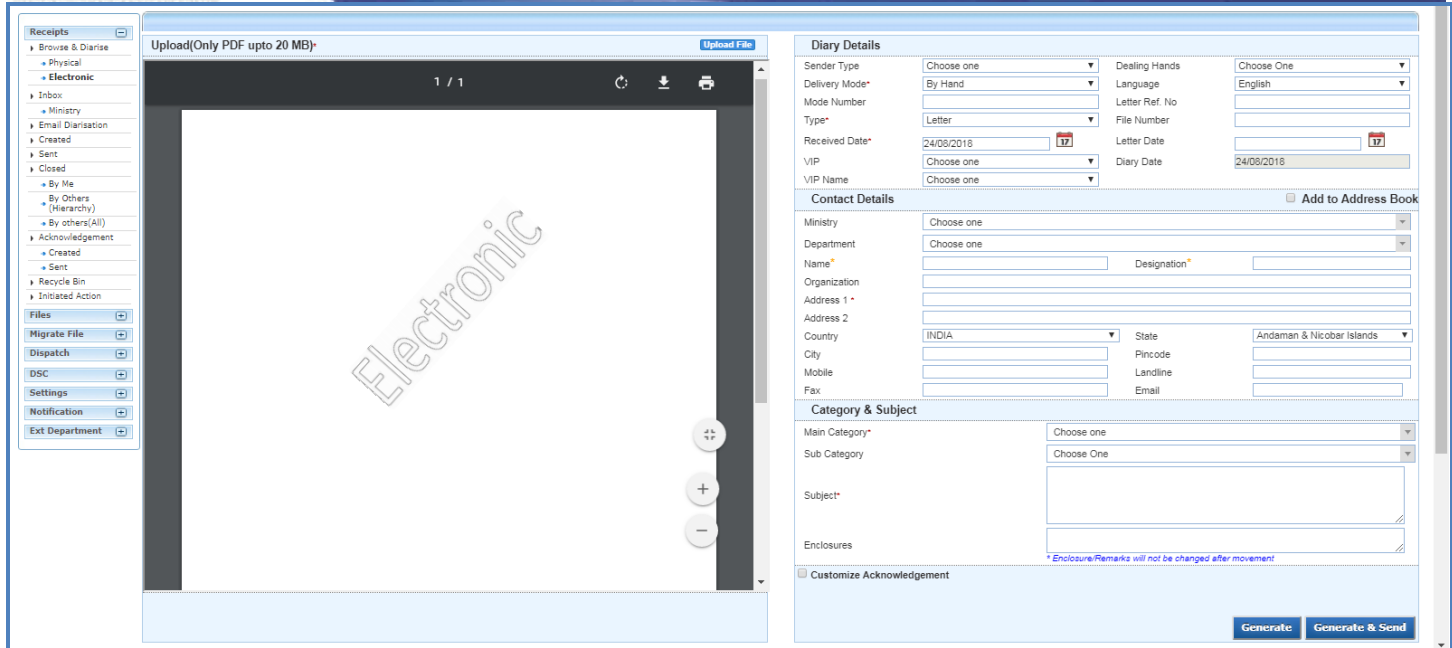 Receipts
Browse & Diarise
Physical
Electronic
Inbox
Ministry
Email Diarisation
Created
Sent
Closed
By Me
By Others
(Hierarchy)
By others(All)
Acknowledgement
Created
Sent
Recycle Bin
Initiated Action
Files
Migrate File
Dispatch
DSC
Settings
Notification
Ext Department
Upload(Only PDF upto 20 MB)* Upload File
1 / 1
Electronic
Diary Details
Sender Type Choose one Dealing Hands Choose One
Delivery Mode* By Hand Language English
Mode Number Letter Ref. No
Type* Letter File Number
Received Date* 24/08/2018 17 Letter Date 17
VIP Choose one Diary Date 24/08/2018
VIP Name Choose one
Contact Details Add to Address Book
Ministry Choose one
Department Choose one
Name* Designation*
Organization
Address 1 *
Address 2
Country INDIA State Andaman & Nicobar Islands
City Pincode
Mobile Landline
Fax Email
Category & Subject
Main Category* Choose one
Sub Category Choose One
Subject*
Enclosures
* Enclosure/Remarks will not be changed after movement
Customize Acknowledgement
Generate Generate & Send